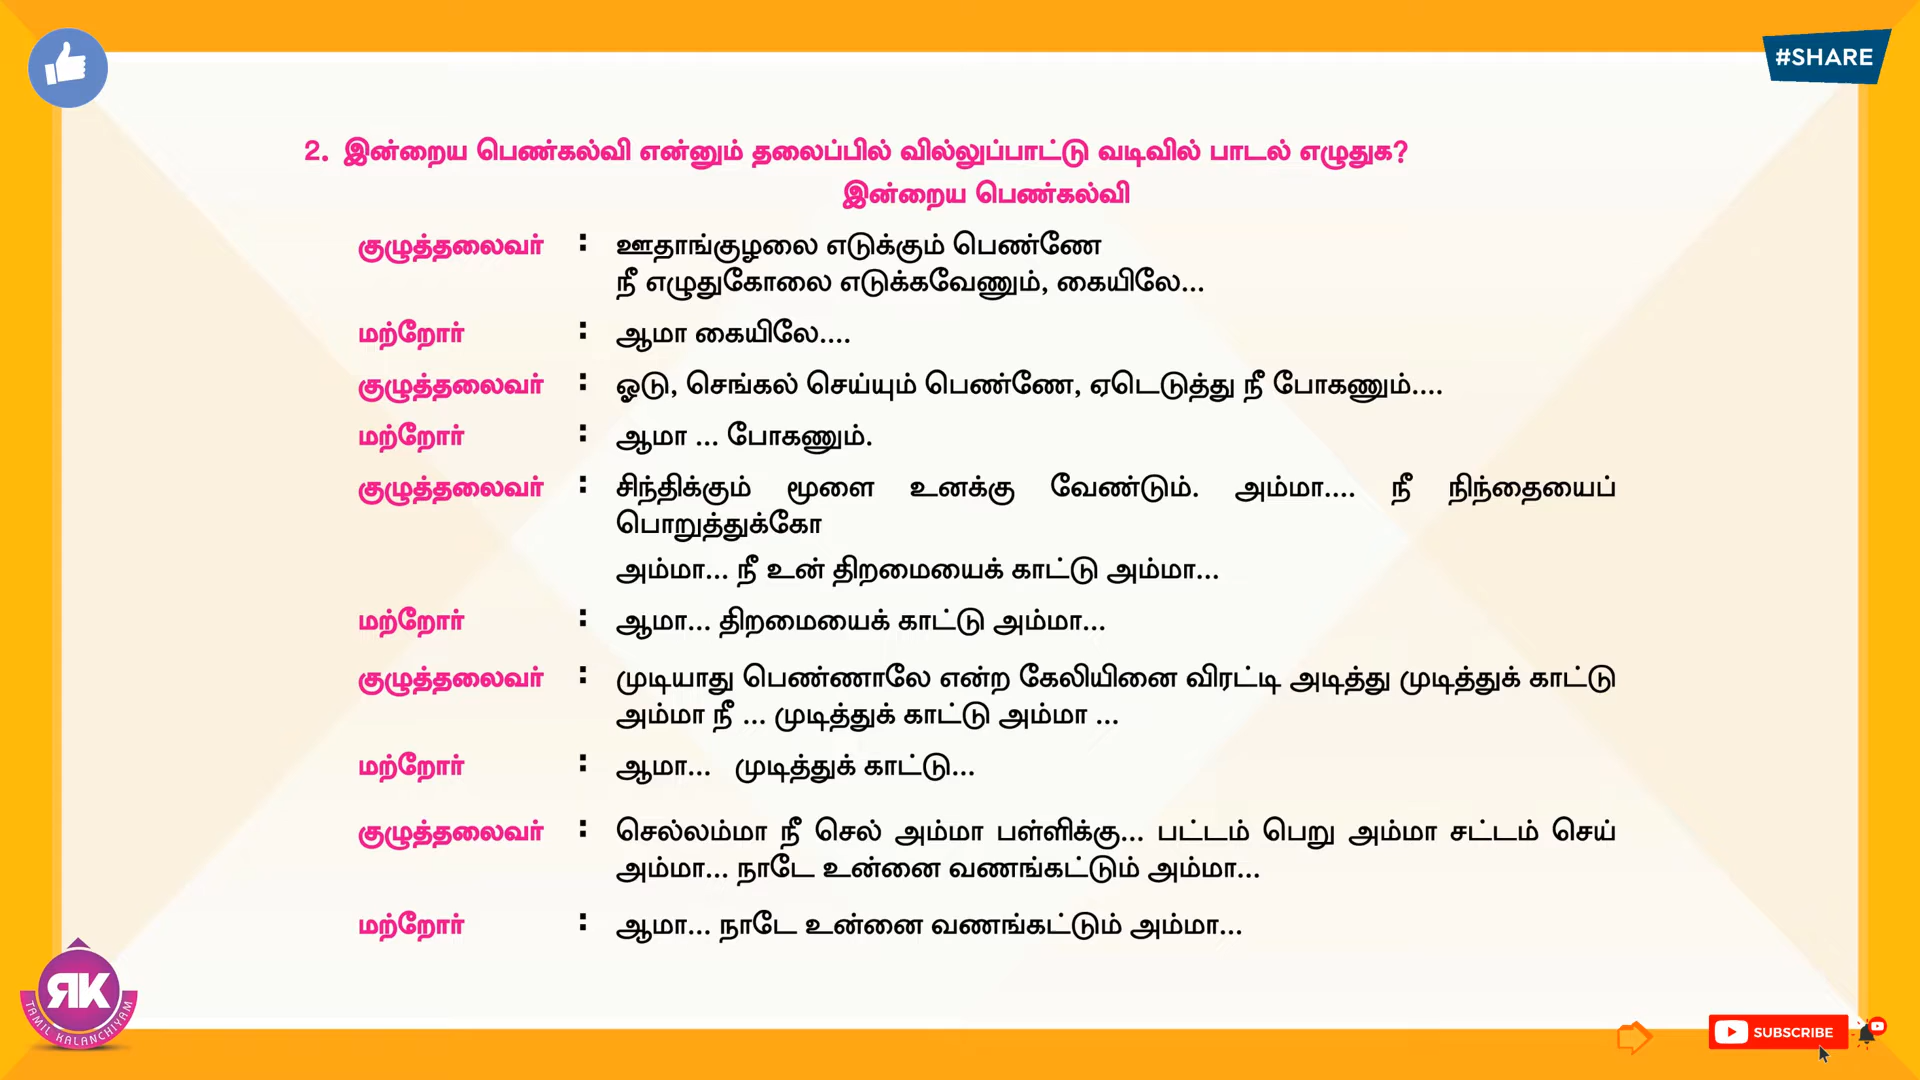 #SHARE
2. இன்றைய பெண்கல்வி என்னும் தலைப்பில் வில்லுப்பாட்டு வடிவில் பாடல் எழுதுக?
இன்றைய பெண்கல்வி
குழுத்தலைவர் : ஊதாங்குழலை எடுக்கும் பெண்ணே
நீ எழுதுகோலை எடுக்கவேணும், கையிலே...
மற்றோர் : ஆமா கையிலே....
குழுத்தலைவர் : ஓடு, செங்கல் செய்யும் பெண்ணே, ஏடெடுத்து நீ போகணும்....
மற்றோர் : ஆமா ... போகணும்.
குழுத்தலைவர் : சிந்திக்கும் மூளை உனக்கு வேண்டும். அம்மா.... நீ நிந்தையைப்
பொறுத்துக்கோ
அம்மா... நீ உன் திறமையைக் காட்டு அம்மா...
மற்றோர் : ஆமா... திறமையைக் காட்டு அம்மா...
குழுத்தலைவர் : முடியாது பெண்ணாலே என்ற கேலியினை விரட்டி அடித்து முடித்துக் காட்டு
அம்மா நீ ... முடித்துக் காட்டு அம்மா ...
மற்றோர் : ஆமா... முடித்துக் காட்டு...
குழுத்தலைவர் : செல்லம்மா நீ செல் அம்மா பள்ளிக்கு... பட்டம் பெறு அம்மா சட்டம் செய்
அம்மா... நாடே உன்னை வணங்கட்டும் அம்மா...
மற்றோர் : ஆமா... நாடே உன்னை வணங்கட்டும் அம்மா...
RK
TAMIL KALANCHIYAM
SUBSCRIBE